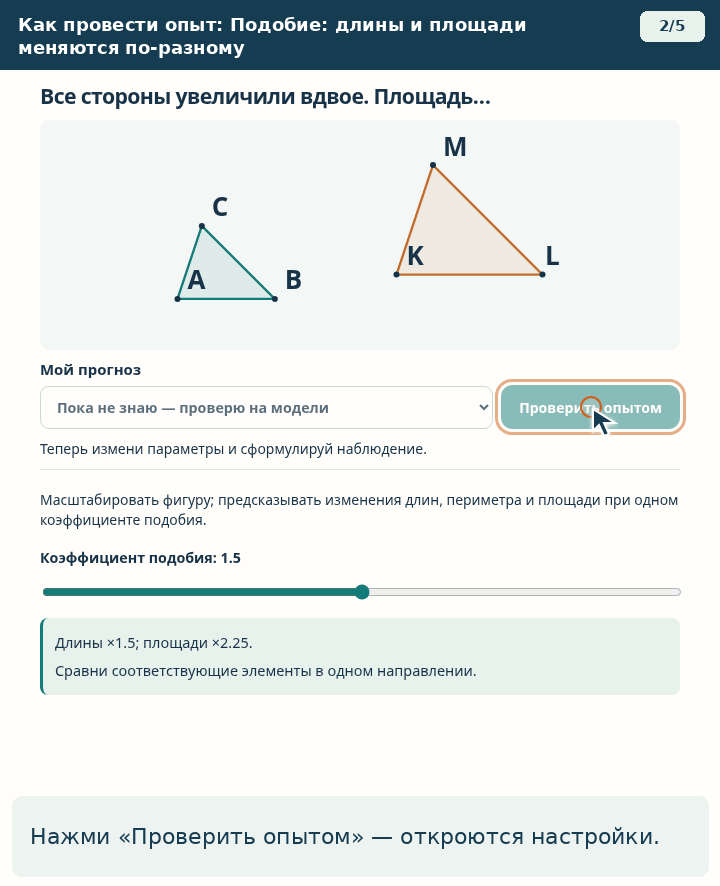 Как провести опыт: Подобие: длины и площади
меняются по-разному
2/5
Все стороны увеличили вдвое. Площадь...
M
C
K
L
A
B
Мой прогноз
Пока не знаю — проверю на модели
Проверить опытом
Теперь измени параметры и сформулируй наблюдение.
Масштабировать фигуру; предсказывать изменения длин, периметра и площади при одном
коэффициенте подобия.
Коэффициент подобия: 1.5
Длины ×1.5; площади ×2.25.
Сравни соответствующие элементы в одном направлении.
Нажми «Проверить опытом» — откроются настройки.